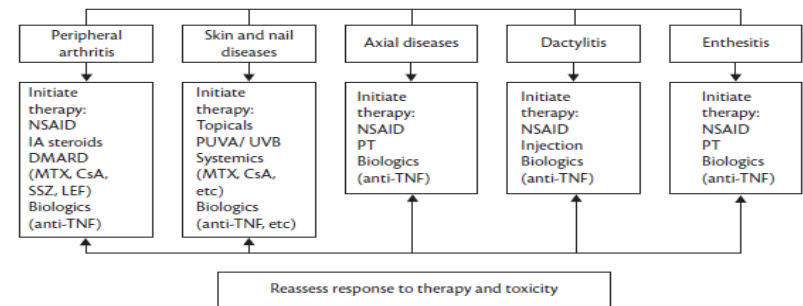 Peripheral
arthritis
Skin and nail
diseases
Axial diseases
Dactylitis
Enthesitis
Initiate
therapy:
NSAID
IA steroids
DMARD
(MTX, CsA,
SSZ, LEF)
Biologics
(anti-TNF)
Initiate
therapy:
Topicals
PUVA/ UVB
Systemics
(MTX, CsA,
etc)
Biologics
(anti-TNF, etc)
Initiate
therapy:
NSAID
PT
Biologics
(anti-TNF)
Initiate
therapy:
NSAID
Injection
Biologics
(anti-TNF)
Initiate
therapy:
NSAID
PT
Biologics
(anti-TNF)
Reassess response to therapy and toxicity